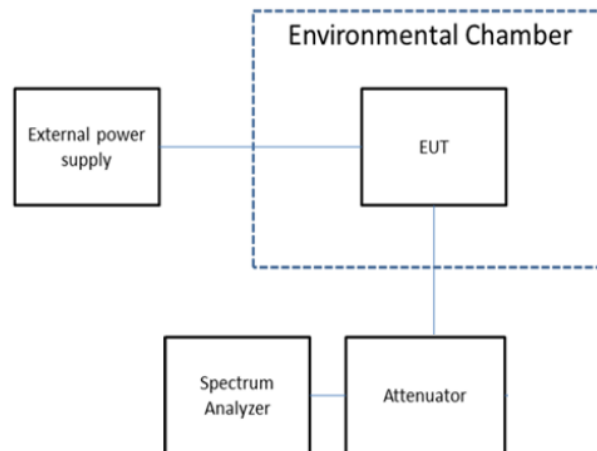 Environmental Chamber
External power
supply
EUT
Spectrum
Analyzer
Attenuator